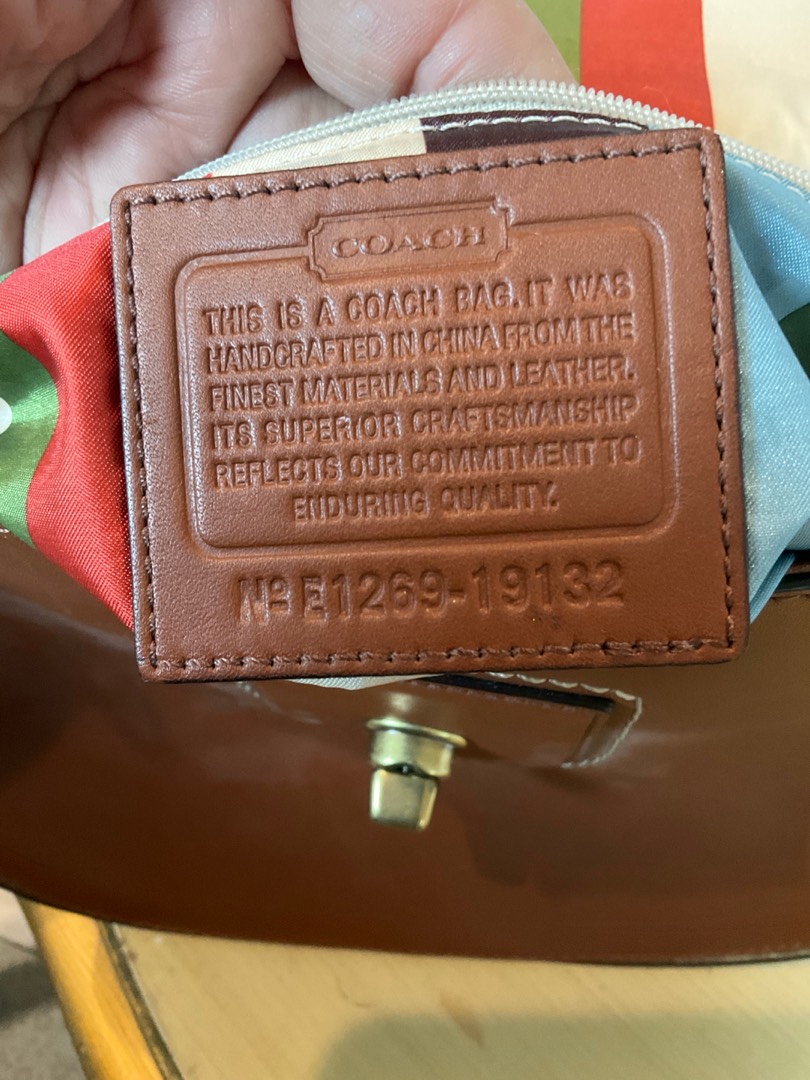 COACH
THIS IS A COACH BAG. IT WAS
HANDCRAFTED IN CHINA FROM THE
FINEST MATERIALS AND LEATHER.
ITS SUPERIOR CRAFTSMANSHIP
REFLECTS OUR COMMITMENT TO
ENDURING QUALITY.
Nº E1269-19132